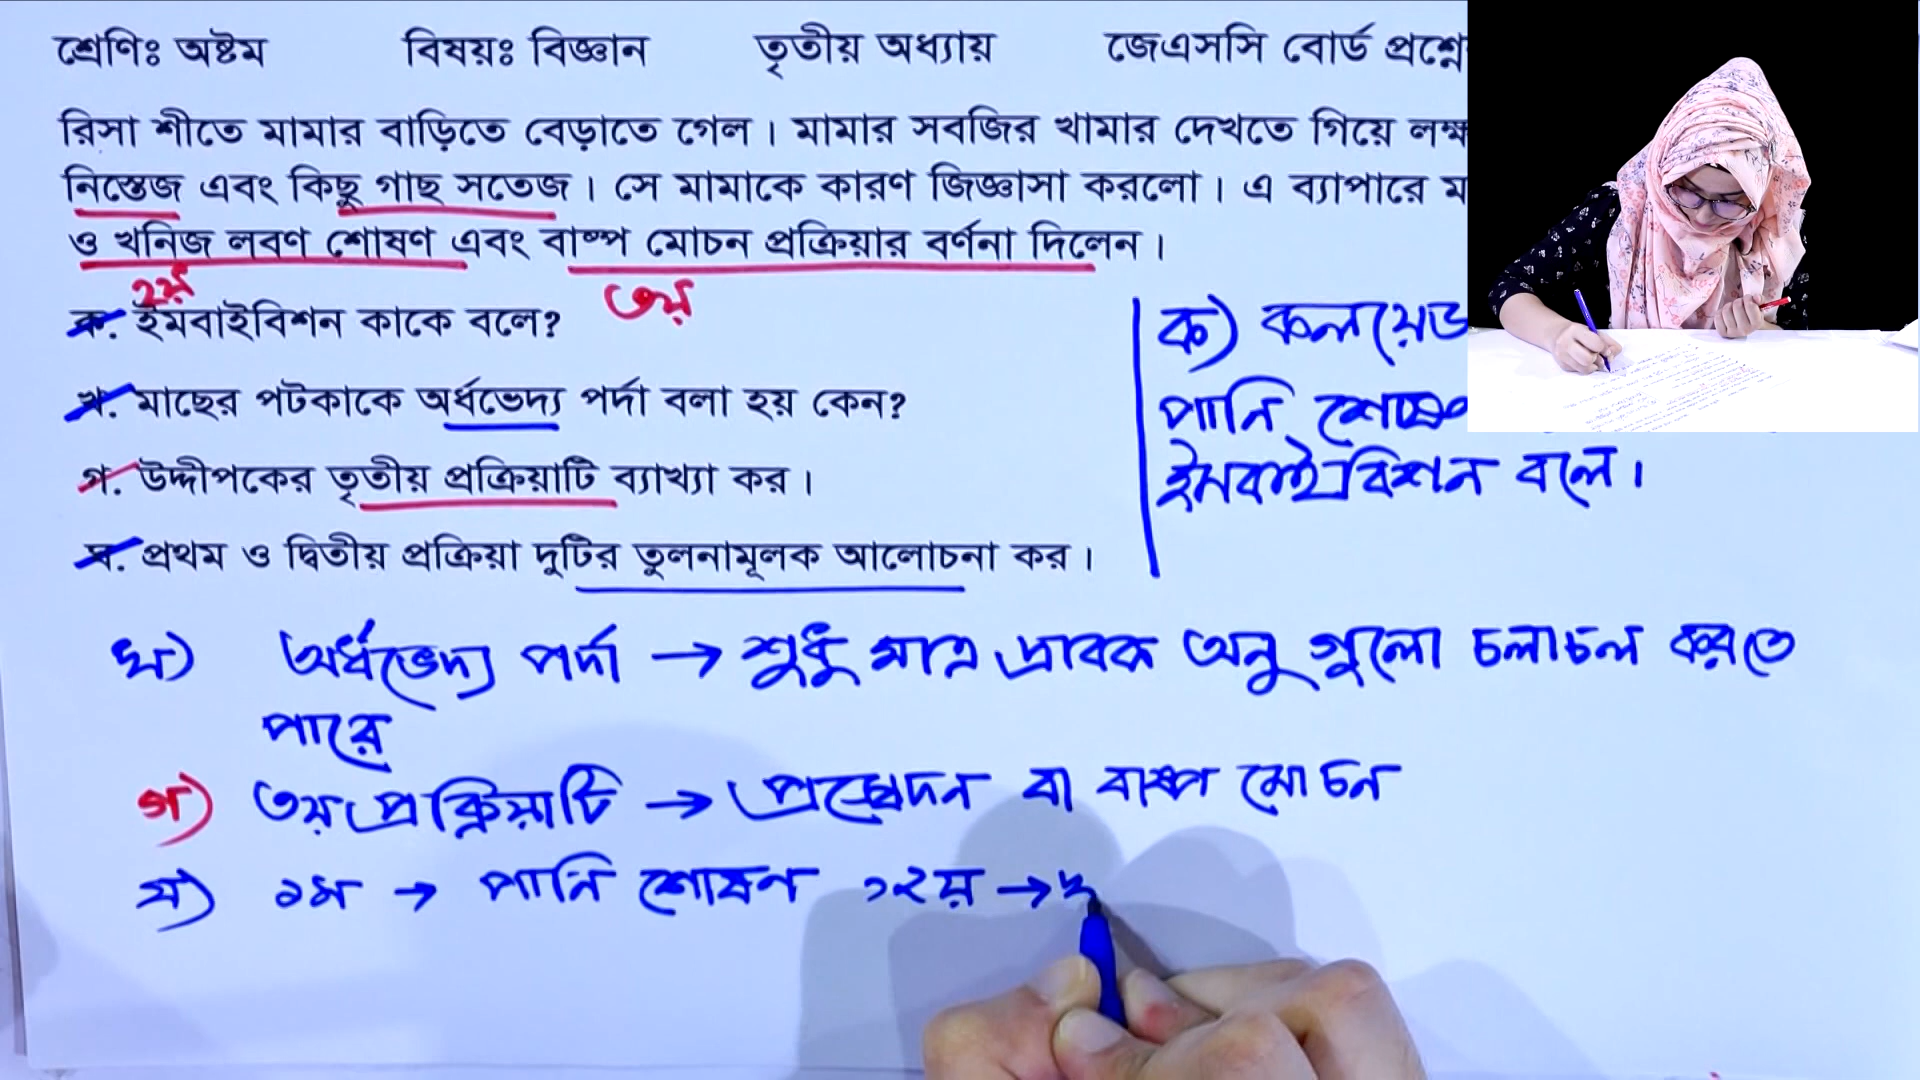 শ্রেণিঃ অষ্টম বিষয়ঃ বিজ্ঞান তৃতীয় অধ্যায় জেএসসি বোর্ড
রিসা শীতে মামার বাড়িতে বেড়াতে গেল। মামার সবজির খামার দেখতে গিয়ে
নিস্তেজ এবং কিছু গাছ সতেজ। সে মামাকে কারণ জিজ্ঞাসা করলো। এ ব্যাপারে
ও খনিজ লবণ শোষণ এবং বাষ্প মোচন প্রক্রিয়ার বর্ণনা দিলেন।
২য় ৩য়
ক. ইমবাইবিশন কাকে বলে?
খ. মাছের পটকাকে অর্ধভেদ্য পর্দা বলা হয় কেন?
গ. উদ্দীপকের তৃতীয় প্রক্রিয়াটি ব্যাখ্যা কর।
ঘ. প্রথম ও দ্বিতীয় প্রক্রিয়া দুটির তুলনামূলক আলোচনা কর।
ক) কলয়েড
পানি
ইমবাইবিশন বলে।
খ) অর্ধভেদ্য পর্দা → শুধু মাত্র দ্রাবক অনু গুলো চলাচল করতে
পারে
গ) ৩য় প্রক্রিয়াটি → প্রস্বেদন বা বাষ্প মোচন
ঘ) ১ম → পানি শোষণ , ২য় →